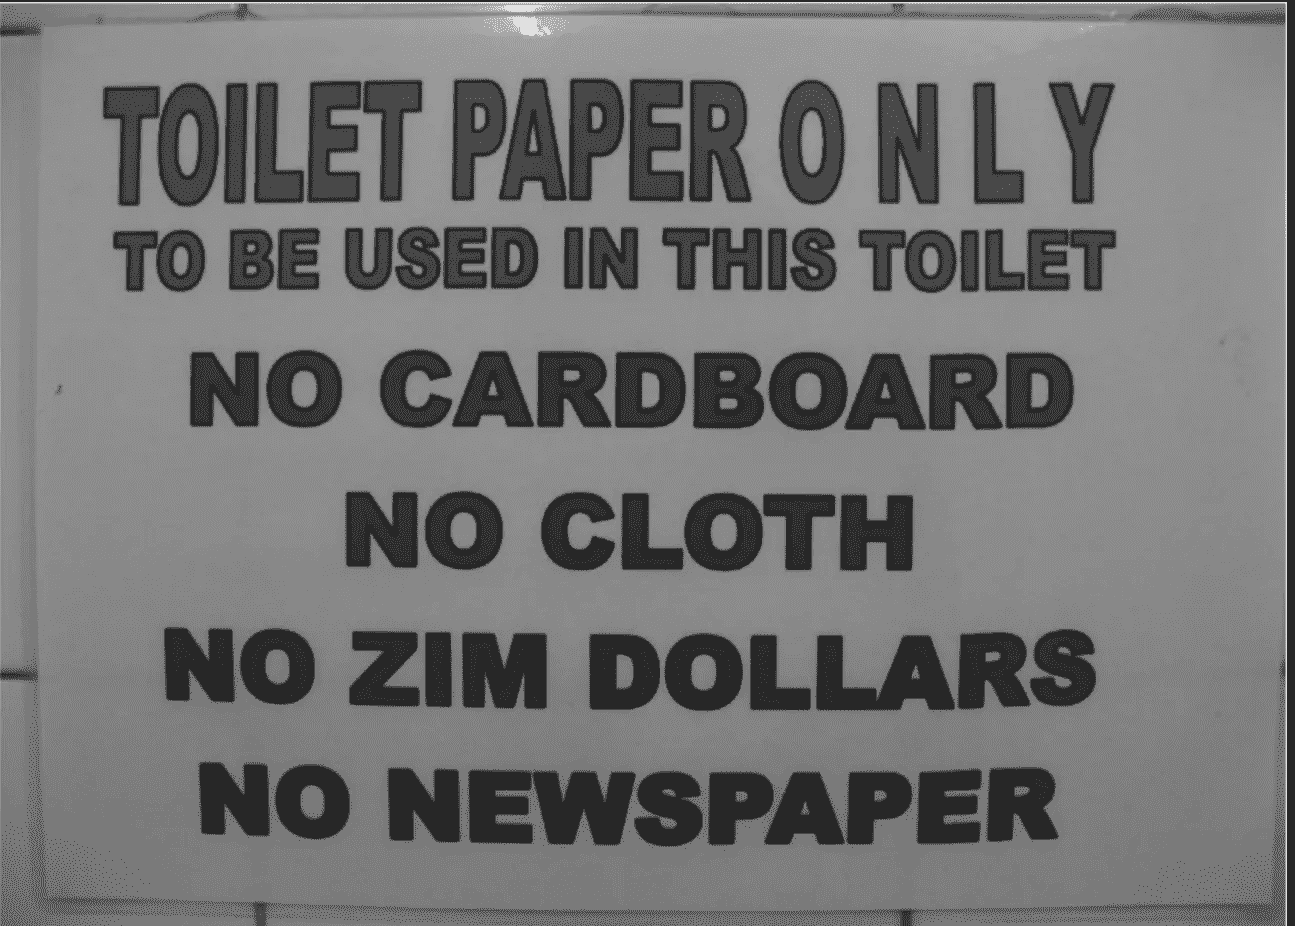 TOILET PAPER O N L Y
TO BE USED IN THIS TOILET
NO CARDBOARD
NO CLOTH
NO ZIM DOLLARS
NO NEWSPAPER